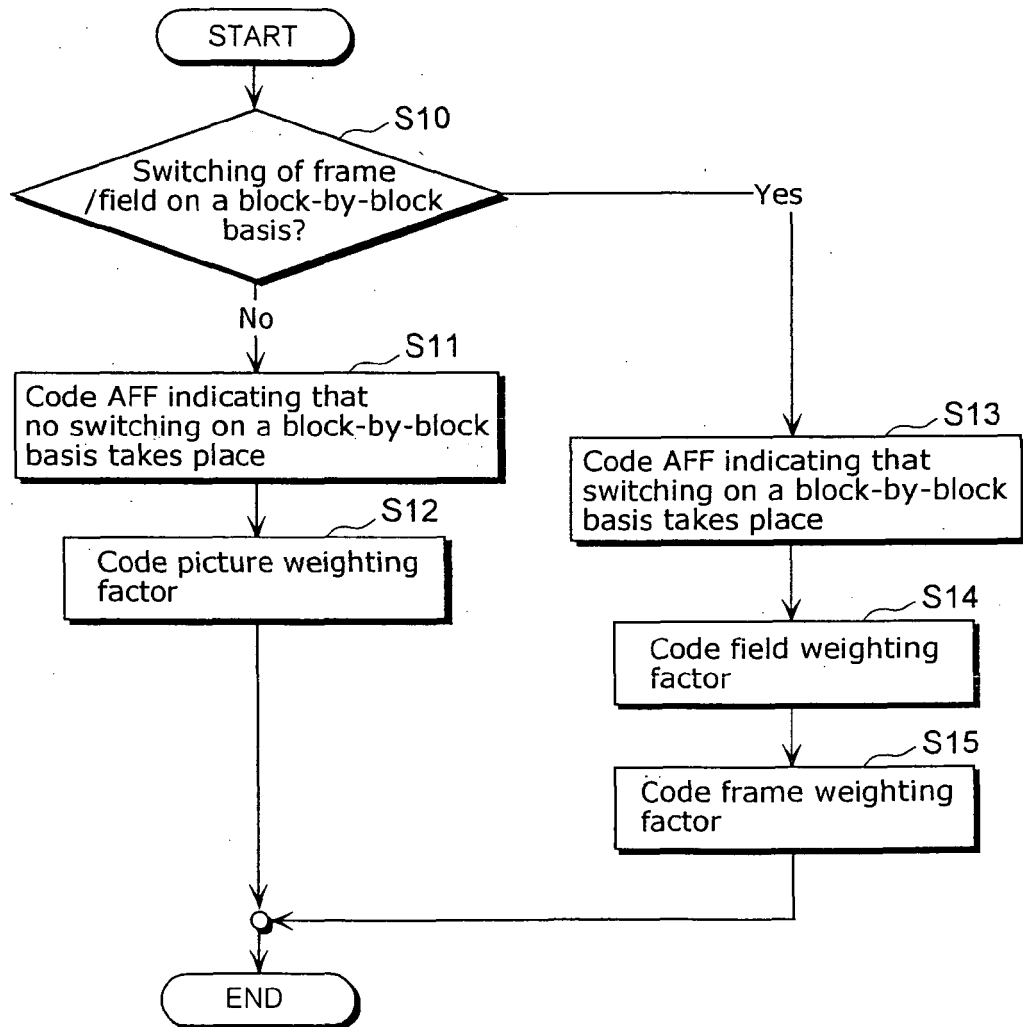 START
S10
Switching of frame
/field on a block-by-block
basis?
Yes
No
S11
Code AFF indicating that
no switching on a block-by-block
basis takes place
S12
Code picture weighting
factor
S13
Code AFF indicating that
switching on a block-by-block
basis takes place
S14
Code field weighting
factor
S15
Code frame weighting
factor
END